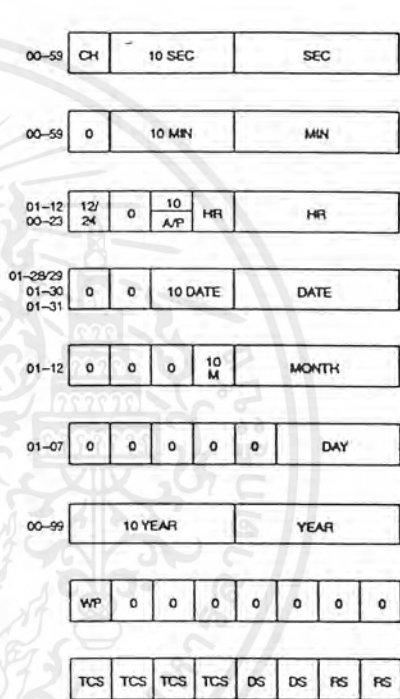 00–59 CH 10 SEC SEC
00–59 0 10 MIN MIN
01–12
00–23
12/
24
0
10
A/P
HR
HR
01–28/29
01–30
01–31
0 0 10 DATE DATE
01–12 0 0 0 10
M
MONTH
01–07 0 0 0 0 0 DAY
00–99 10 YEAR YEAR
WP 0 0 0 0 0 0 0
TCS TCS TCS TCS DS DS RS RS